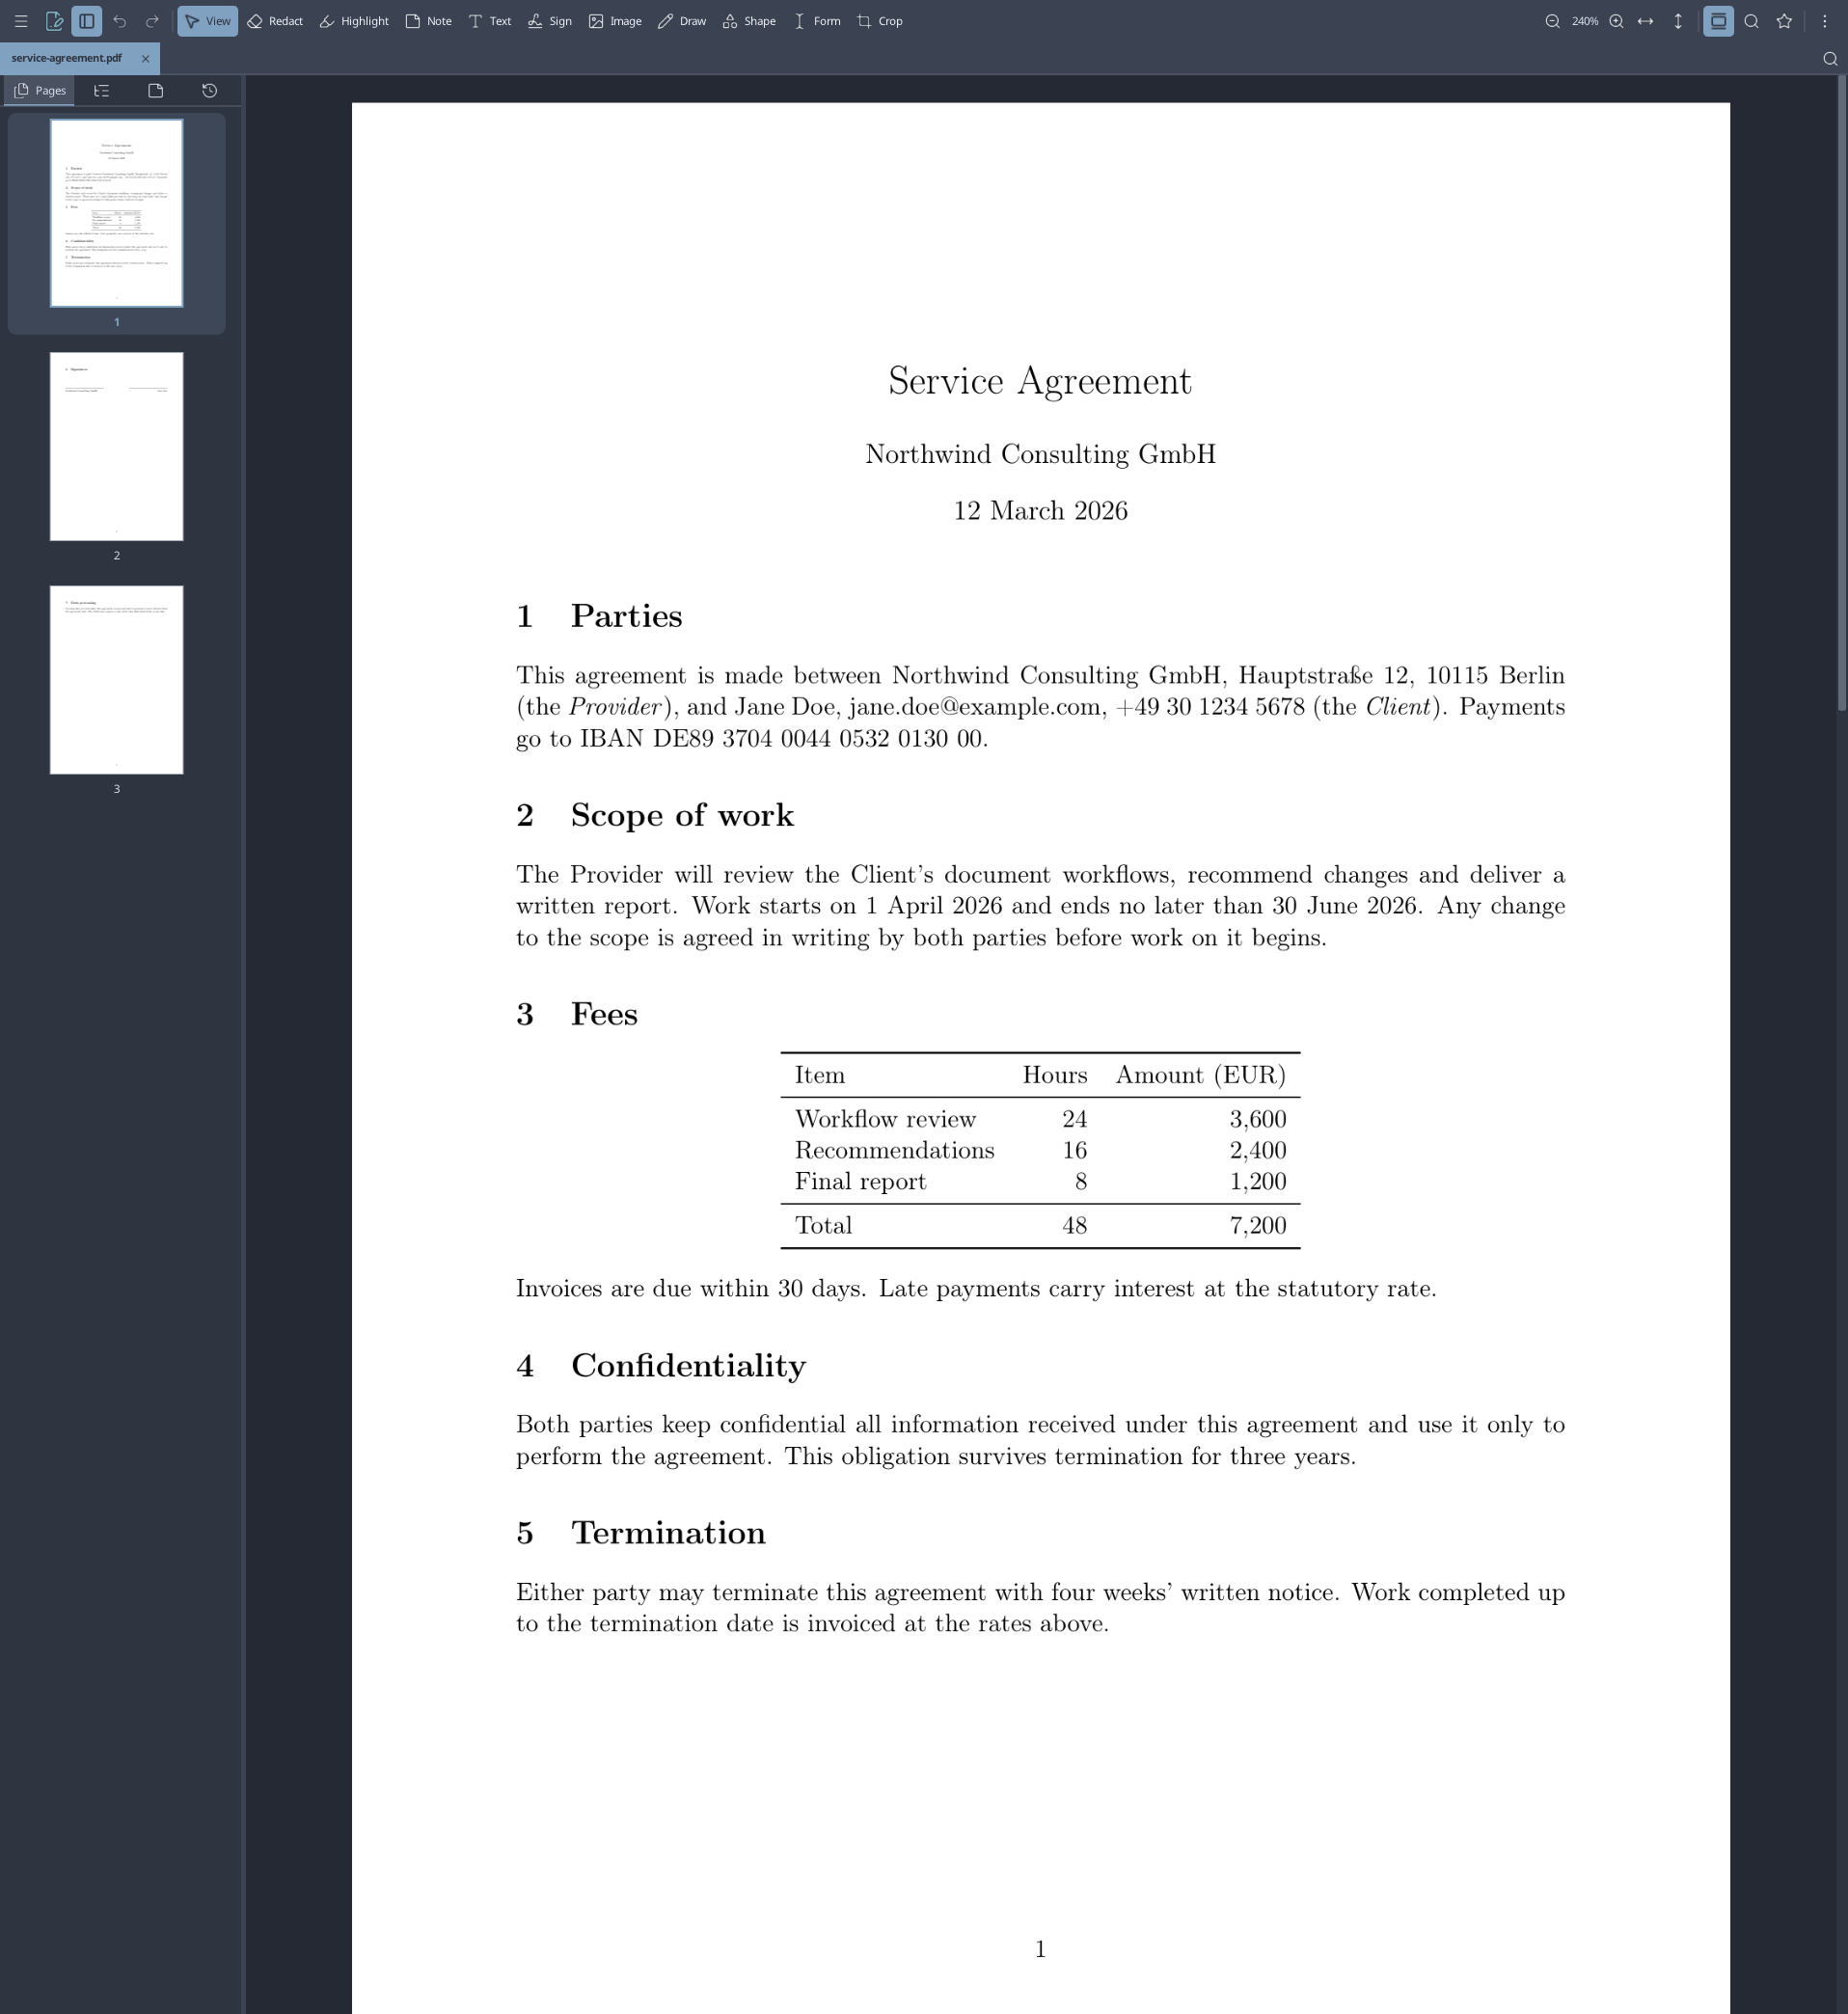 View Redact Highlight Note Text Sign Image Draw Shape Form Crop 240%
service-agreement.pdf
Pages
1
2
3
Service Agreement
Northwind Consulting GmbH
12 March 2026
1 Parties
This agreement is made between Northwind Consulting GmbH, Hauptstraße 12, 10115 Berlin
(the Provider), and Jane Doe, jane.doe@example.com, +49 30 1234 5678 (the Client). Payments
go to IBAN DE89 3704 0044 0532 0130 00.
2 Scope of work
The Provider will review the Client’s document workflows, recommend changes and deliver a
written report. Work starts on 1 April 2026 and ends no later than 30 June 2026. Any change
to the scope is agreed in writing by both parties before work on it begins.
3 Fees
Item Hours Amount (EUR)
Workflow review 24 3,600
Recommendations 16 2,400
Final report 8 1,200
Total 48 7,200
Invoices are due within 30 days. Late payments carry interest at the statutory rate.
4 Confidentiality
Both parties keep confidential all information received under this agreement and use it only to
perform the agreement. This obligation survives termination for three years.
5 Termination
Either party may terminate this agreement with four weeks’ written notice. Work completed up
to the termination date is invoiced at the rates above.
1